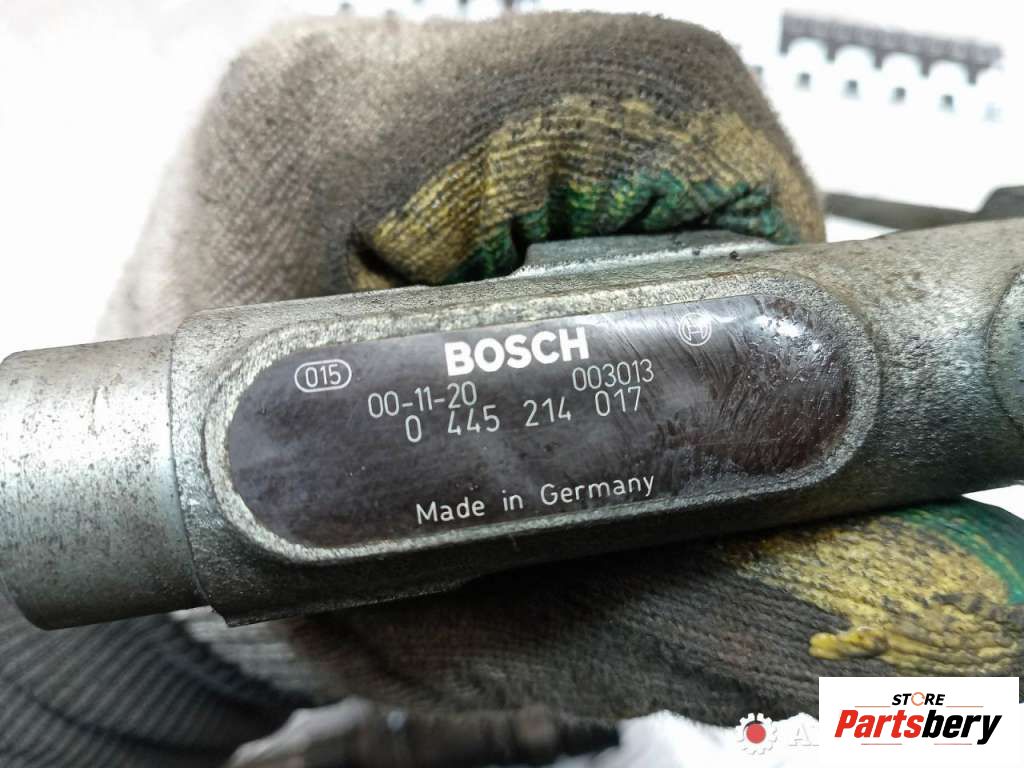 BOSCH
015
00-11-20 003013
0 445 214 017
Made in Germany
STORE
Partsbery